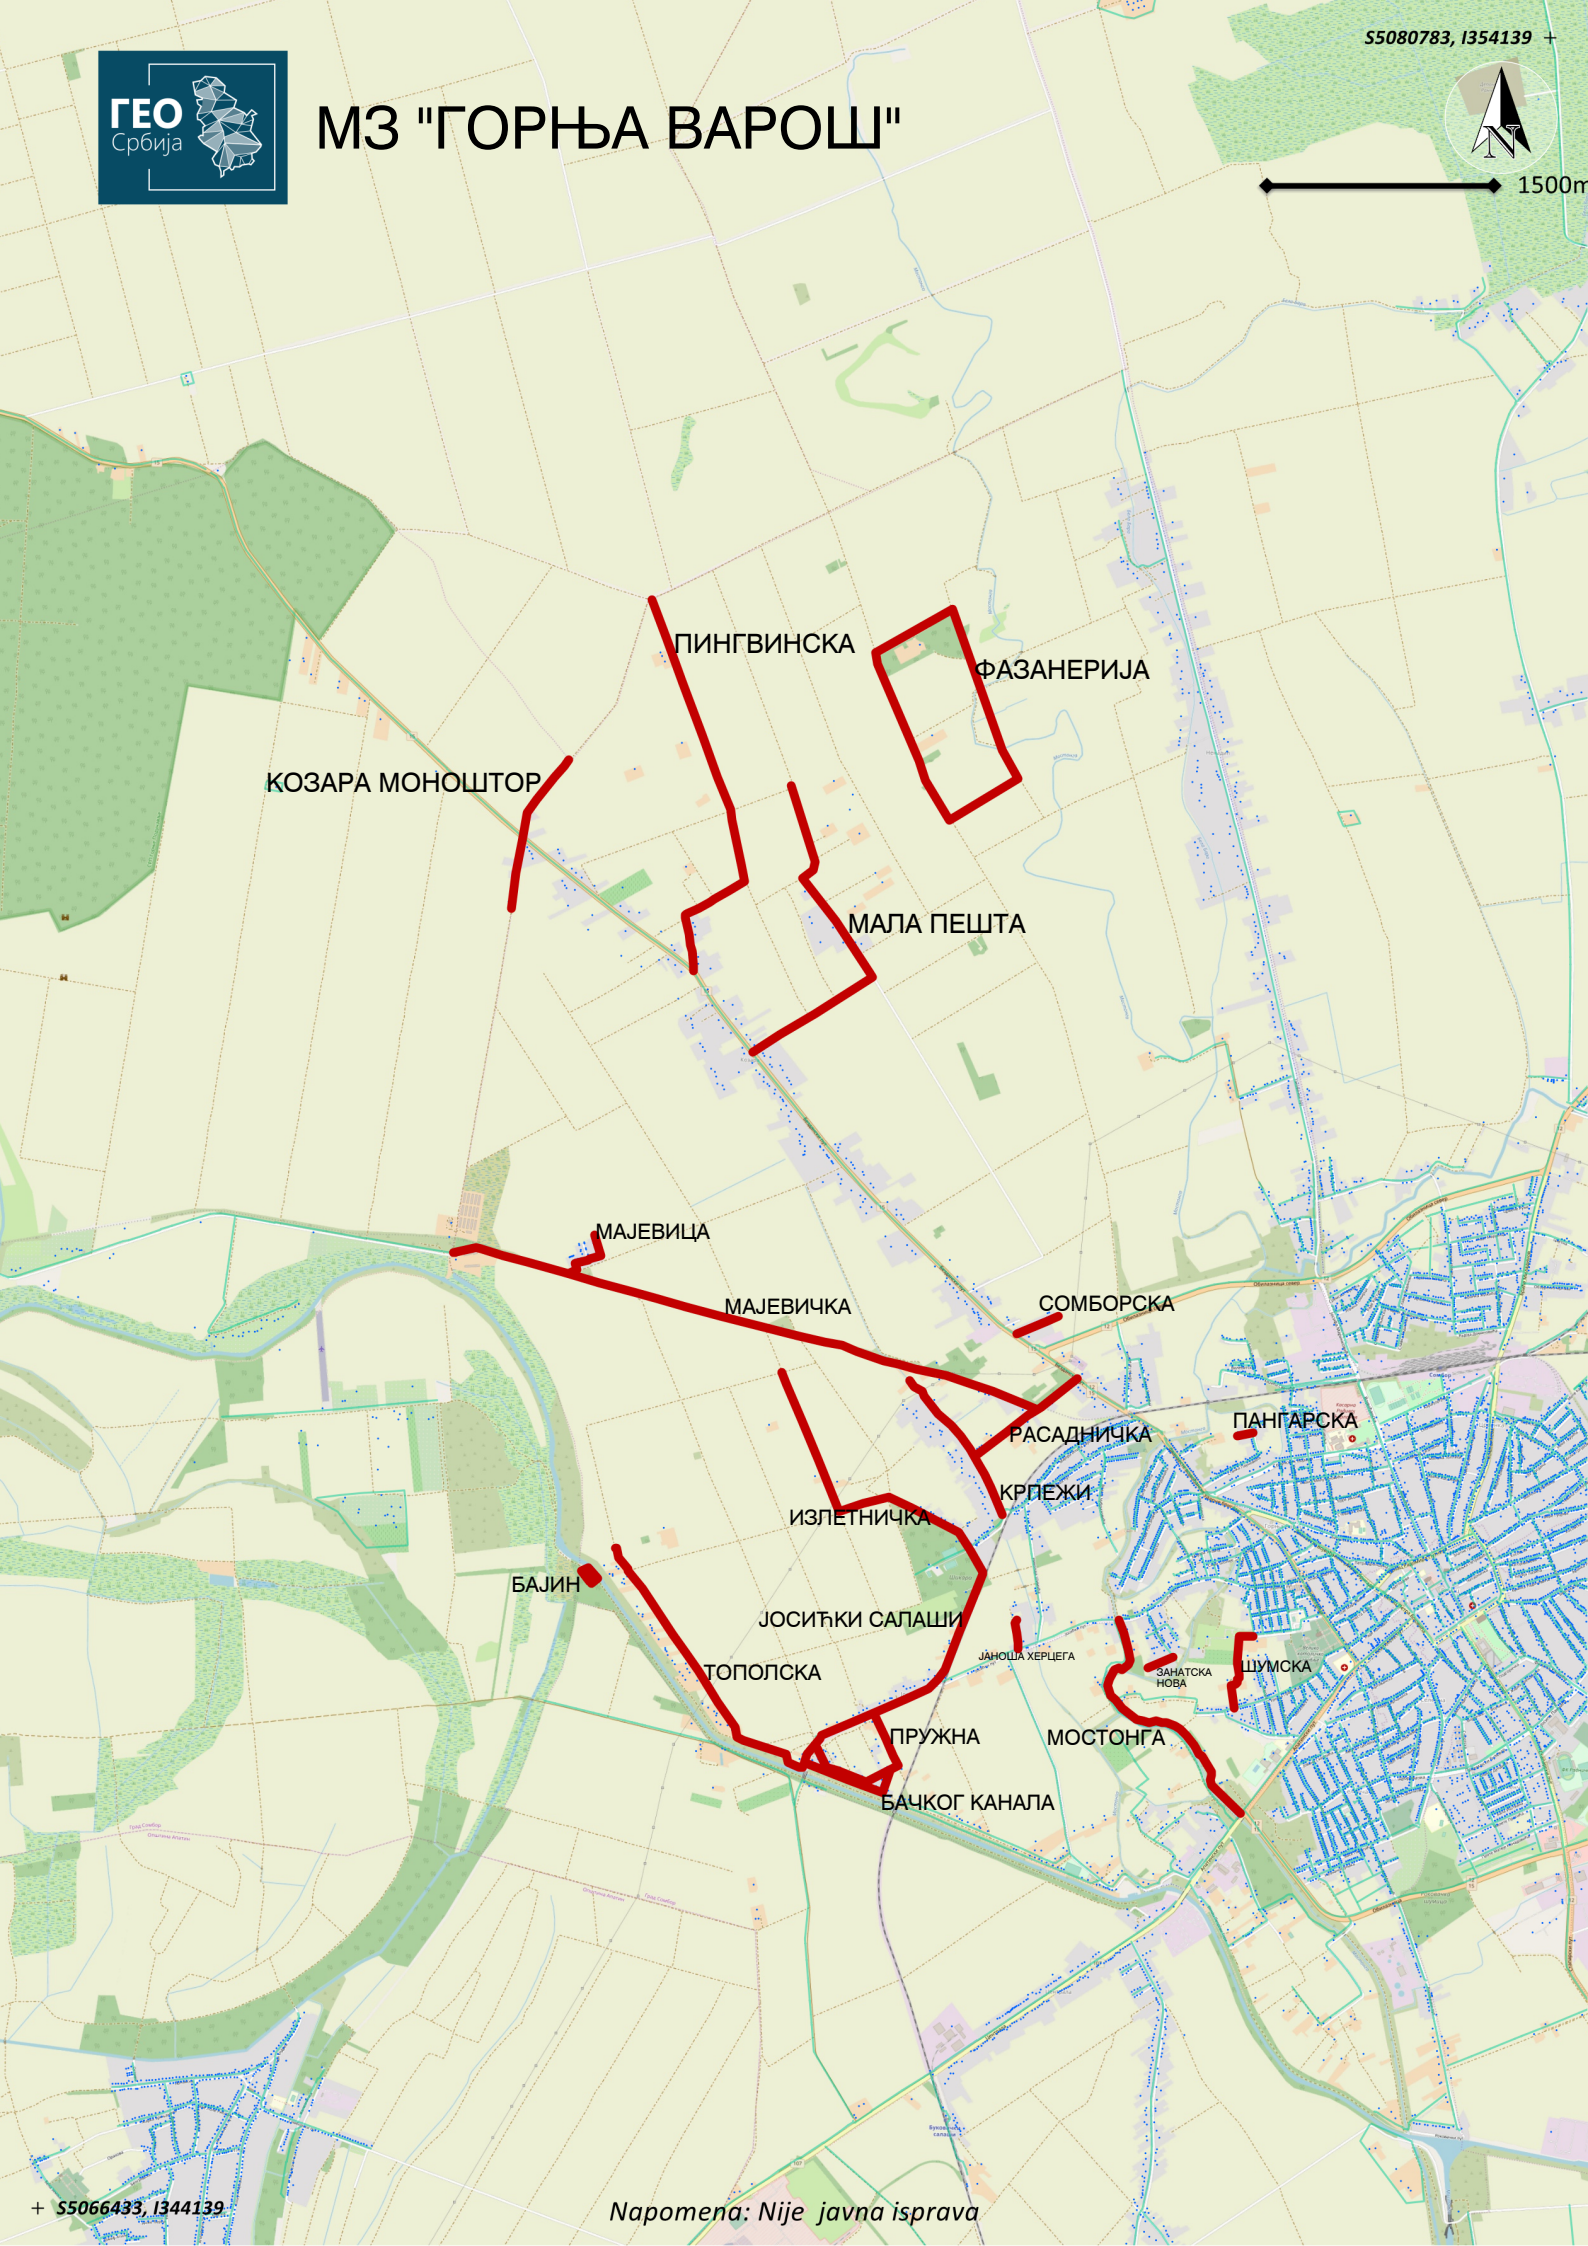 S5080783, I354139
ГЕО
Србија
МЗ "ГОРЊА ВАРОШ"
1500m
ПИНГВИНСКА
ФАЗАНЕРИЈА
КОЗАРА МОНОШТОР
МАЛА ПЕШТА
МАЈЕВИЦА
МАЈЕВИЧКА
СОМБОРСКА
ПАНГАРСКА
РАСАДНИЧКА
КРПЕЖИ
ИЗЛЕТНИЧКА
БАЈИН
ЈОСИЋКИ САЛАШИ
ЈАНОША ХЕРЦЕГА
ТОПОЛСКА
ЗАНАТСКА
НОВА
ШУМСКА
ПРУЖНА
МОСТОНГА
БАЧКОГ КАНАЛА
S5066433, I344139
Napomena: Nije javna isprava